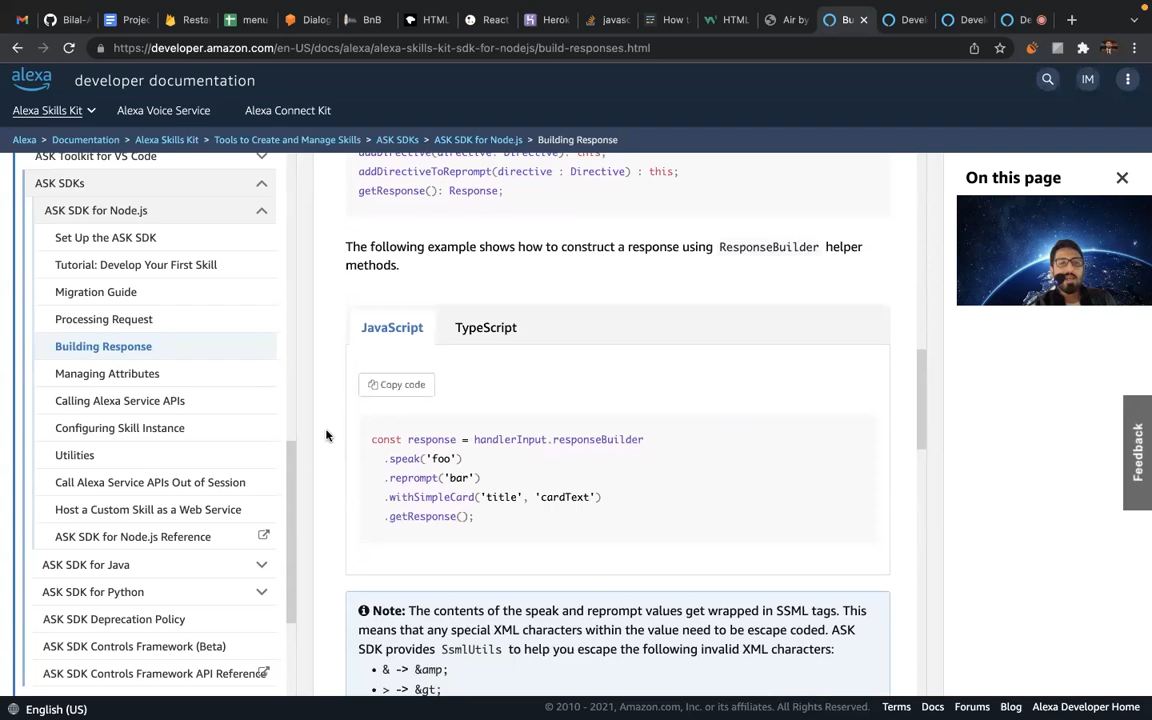 Bilal-A
Projec
Resta
menu
Dialog
BnB
HTML
React
Herok
javasc
How t
HTML
Air by
Bu
Devel
Devel
De
https://developer.amazon.com/en-US/docs/alexa/alexa-skills-kit-sdk-for-nodejs/build-responses.html
alexa developer documentation
IM
Alexa Skills Kit Alexa Voice Service Alexa Connect Kit
Alexa > Documentation > Alexa Skills Kit > Tools to Create and Manage Skills > ASK SDKs > ASK SDK for Node.js > Building Response
ASK Toolkit for VS Code
ASK SDKs
ASK SDK for Node.js
Set Up the ASK SDK
Tutorial: Develop Your First Skill
Migration Guide
Processing Request
Building Response
Managing Attributes
Calling Alexa Service APIs
Configuring Skill Instance
Utilities
Call Alexa Service APIs Out of Session
Host a Custom Skill as a Web Service
ASK SDK for Node.js Reference
ASK SDK for Java
ASK SDK for Python
ASK SDK Deprecation Policy
ASK SDK Controls Framework (Beta)
ASK SDK Controls Framework API Reference
addDirective(directive: Directive): this;
addDirectiveToReprompt(directive : Directive) : this;
getResponse(): Response;
The following example shows how to construct a response using ResponseBuilder helper
methods.
JavaScript TypeScript
Copy code
const response = handlerInput.responseBuilder
.speak('foo')
.reprompt('bar')
.withSimpleCard('title', 'cardText')
.getResponse();
Note: The contents of the speak and reprompt values get wrapped in SSML tags. This
means that any special XML characters within the value need to be escape coded. ASK
SDK provides SsmlUtils to help you escape the following invalid XML characters:
• & -> &amp;
• > -> &gt;
On this page
Feedback
English (US)
© 2010 - 2021, Amazon.com, Inc. or its affiliates. All Rights Reserved. Terms Docs Forums Blog Alexa Developer Home